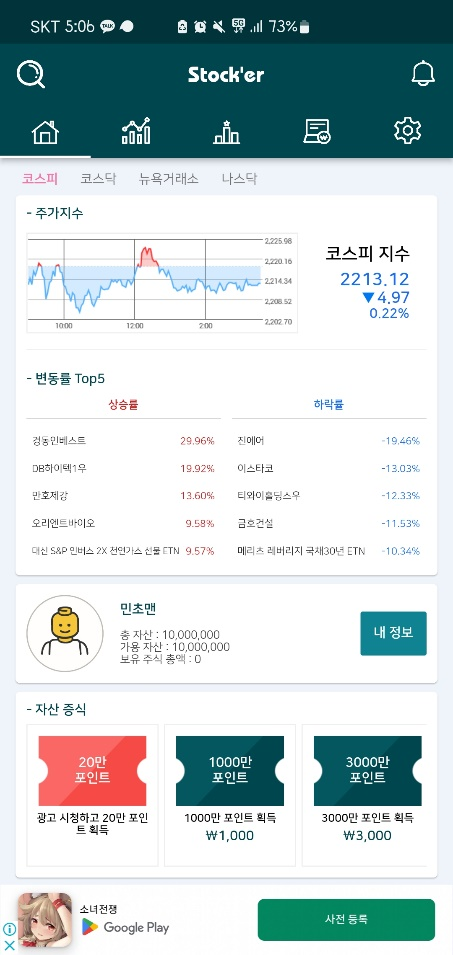 SKT 5:06 TALK 5G 73%
Stock'er
코스피 코스닥 뉴욕거래소 나스닥
- 주가지수
2,225.98
2,220.16
2,214.34
2,208.52
2,202.70
10:00 12:00 2:00
코스피 지수
2213.12
▼4.97
0.22%
- 변동률 Top5
상승률 하락률
경동인베스트 29.96% 진에어 -19.46%
DB하이텍1우 19.92% 이스타코 -13.03%
만호제강 13.60% 티와이홀딩스우 -12.33%
오리엔트바이오 9.58% 금호건설 -11.53%
대신 S&P 인버스 2X 천연가스 선물 ETN 9.57% 메리츠 레버리지 국채30년 ETN -10.34%
민초맨
총 자산 : 10,000,000
가용 자산 : 10,000,000
보유 주식 총액 : 0
내 정보
- 자산 증식
20만
포인트
광고 시청하고 20만 포인
트 획득
1000만
포인트
1000만 포인트 획득
₩1,000
3000만
포인트
3000만 포인트 획득
₩3,000
소녀전쟁
Google Play
사전 등록